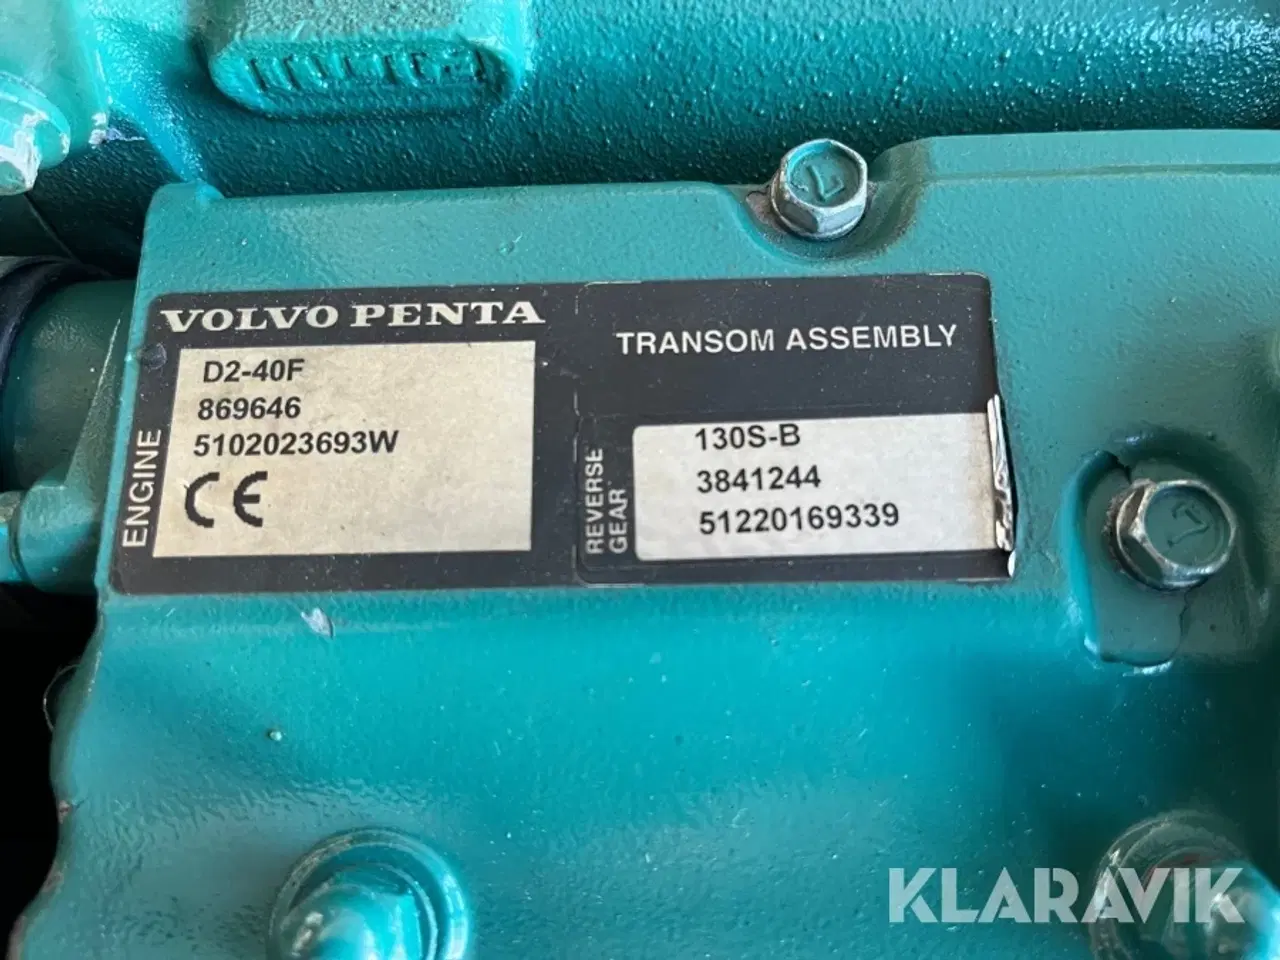 VOLVO PENTA
D2-40F
869646
5102023693W
CE
ENGINE
TRANSOM ASSEMBLY
130S-B
3841244
51220169339
REVERSE
GEAR
KLARAVIK